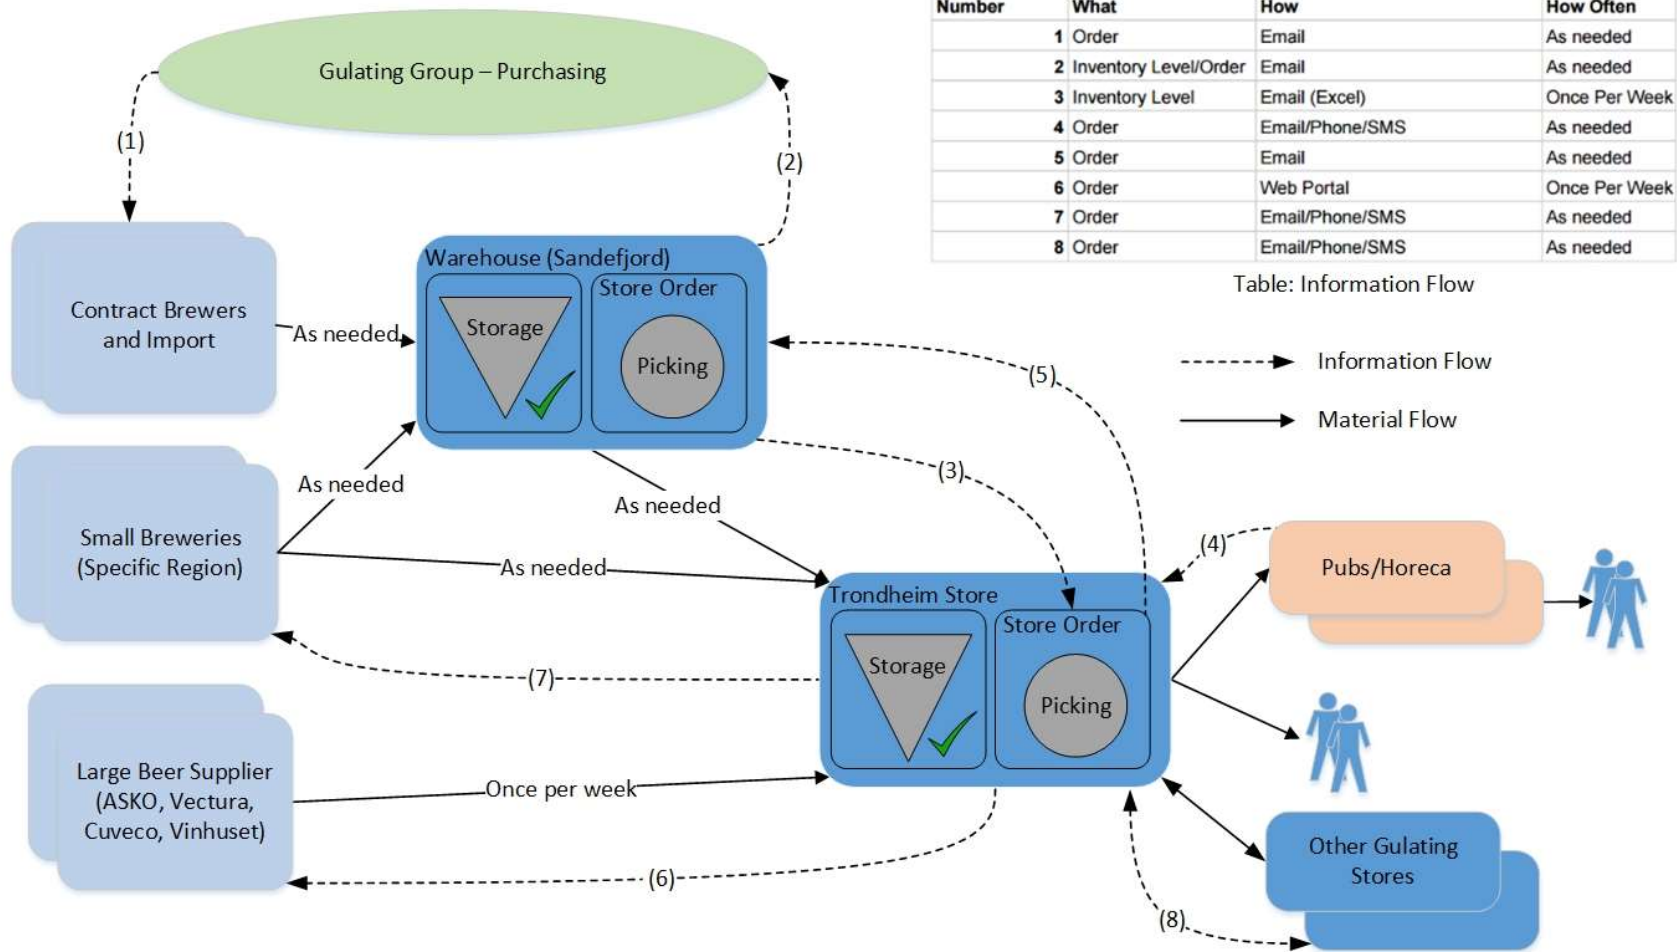 Number What How How Often
1 Order Email As needed
2 Inventory Level/Order Email As needed
3 Inventory Level Email (Excel) Once Per Week
4 Order Email/Phone/SMS As needed
5 Order Email As needed
6 Order Web Portal Once Per Week
7 Order Email/Phone/SMS As needed
8 Order Email/Phone/SMS As needed
Table: Information Flow
Information Flow
Material Flow
Gulating Group – Purchasing
(1)
(2)
Contract Brewers
and Import
As needed
Warehouse (Sandefjord)
Storage
Store Order
Picking
(5)
(3)
Small Breweries
(Specific Region)
As needed
As needed
As needed
(4)
Pubs/Horeca
Trondheim Store
Storage
Store Order
Picking
(7)
Large Beer Supplier
(ASKO, Vectura,
Cuveco, Vinhuset)
Once per week
(6)
Other Gulating
Stores
(8)